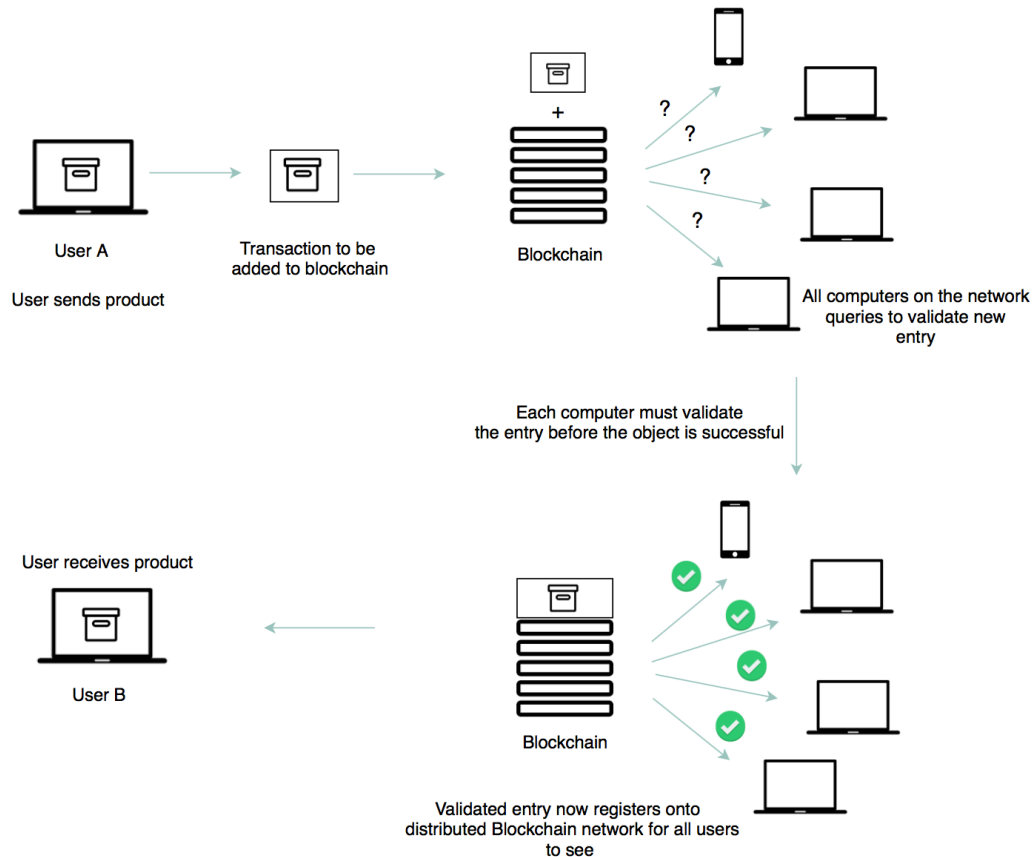 User A
User sends product
Transaction to be
added to blockchain
+
Blockchain
?
?
?
?
All computers on the network
queries to validate new
entry
Each computer must validate
the entry before the object is successful
User receives product
User B
Blockchain
Validated entry now registers onto
distributed Blockchain network for all users
to see